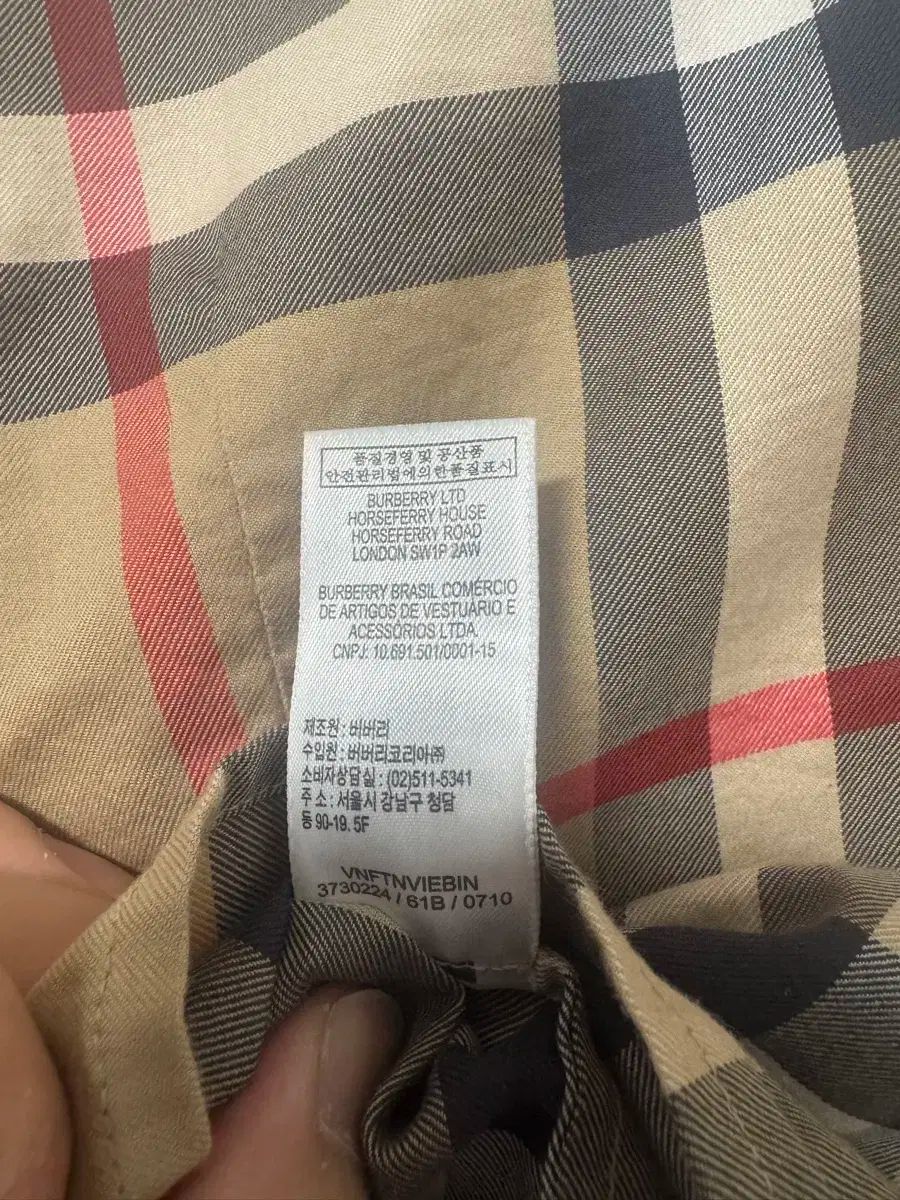 품질경영 및 공산품
안전관리법에의한품질표시
BURBERRY LTD
HORSEFERRY HOUSE
HORSEFERRY ROAD
LONDON SW1P 2AW
BURBERRY BRASIL COMÉRCIO
DE ARTIGOS DE VESTUÁRIO E
ACESSÓRIOS LTDA.
CNPJ: 10.691.501/0001-15
제조원 : 버버리
수입원 : 버버리코리아㈜
소비자상담실 : (02)511-5341
주 소 : 서울시 강남구 청담
동 90-19. 5F
VNFTNVIEBIN
3730224 / 61B / 0710